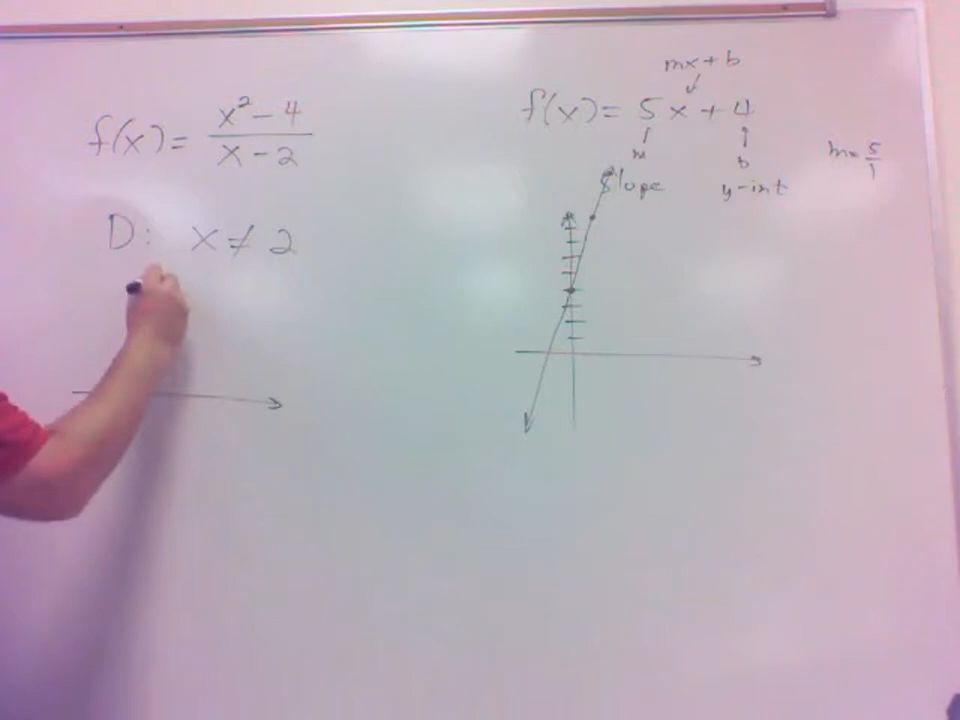 f(x) = x² - 4 / x - 2
D: x ≠ 2
mx + b
f(x) = 5x + 4
m b
slope y-int
m = 5/1